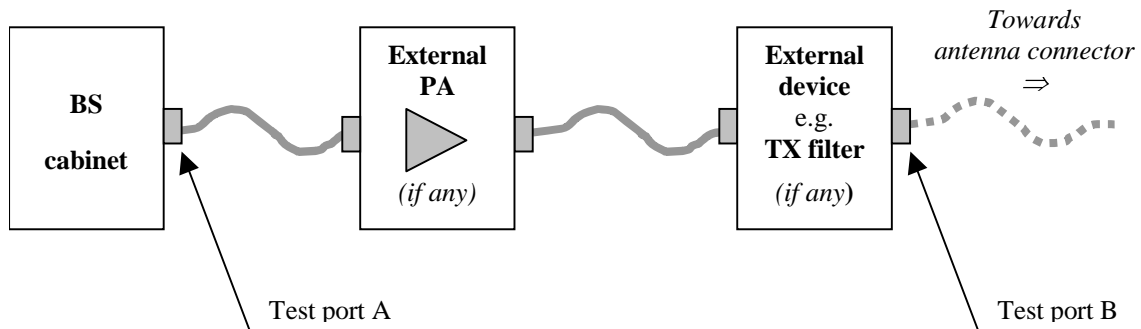 BS
cabinet
External
PA
(if any)
External
device
e.g.
TX filter
(if any)
Towards
antenna connector
⇒
Test port A
Test port B